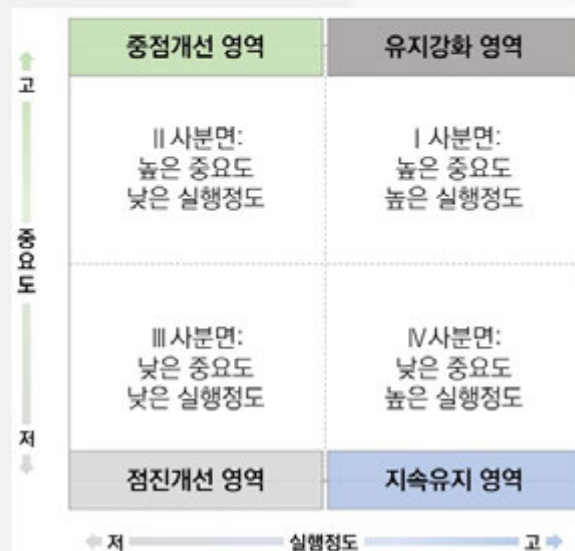 중점개선 영역
유지강화 영역
고
Ⅱ 사분면:
높은 중요도
낮은 실행정도
Ⅰ 사분면:
높은 중요도
높은 실행정도
중요도
Ⅲ 사분면:
낮은 중요도
낮은 실행정도
Ⅳ 사분면:
낮은 중요도
높은 실행정도
저
점진개선 영역
지속유지 영역
저
실행정도
고